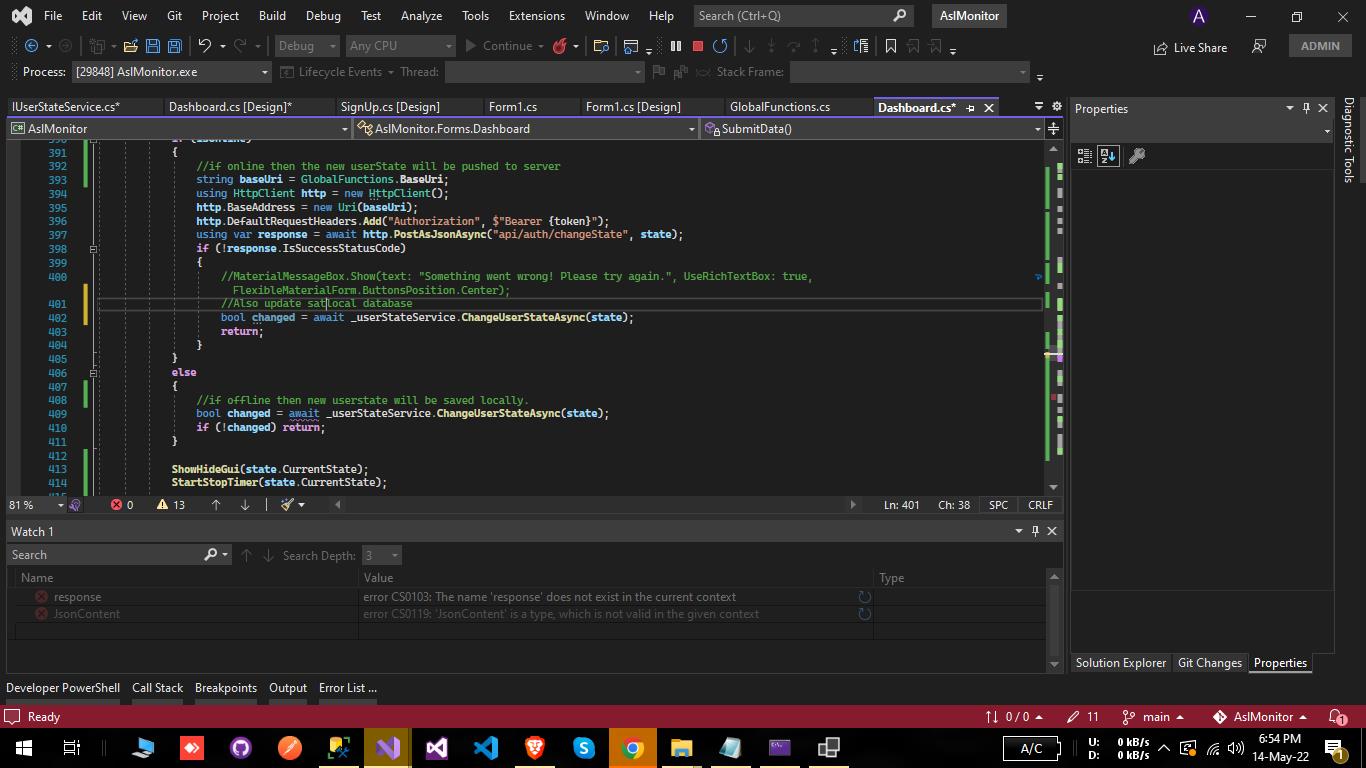 File Edit View Git Project Build Debug Test Analyze Tools Extensions Window Help Search (Ctrl+Q) AslMonitor A
Debug Any CPU Continue Live Share ADMIN
Process: [29848] AslMonitor.exe Lifecycle Events Thread: Stack Frame:
IUserStateService.cs* Dashboard.cs [Design]* SignUp.cs [Design] Form1.cs Form1.cs [Design] GlobalFunctions.cs Dashboard.cs* Properties
C# AslMonitor AslMonitor.Forms.Dashboard SubmitData()
391 {
392 //if online then the new userState will be pushed to server
393 string baseUri = GlobalFunctions.BaseUri;
394 using HttpClient http = new HttpClient();
395 http.BaseAddress = new Uri(baseUri);
396 http.DefaultRequestHeaders.Add("Authorization", $"Bearer {token}");
397 using var response = await http.PostAsJsonAsync("api/auth/changeState", state);
398 if (!response.IsSuccessStatusCode)
399 {
400 //MaterialMessageBox.Show(text: "Something went wrong! Please try again.", UseRichTextBox: true,
FlexibleMaterialForm.ButtonsPosition.Center);
401 //Also update satlocal database
402 bool changed = await _userStateService.ChangeUserStateAsync(state);
403 return;
404 }
405 }
406 else
407 {
408 //if offline then new userstate will be saved locally.
409 bool changed = await _userStateService.ChangeUserStateAsync(state);
410 if (!changed) return;
411 }
412
413 ShowHideGui(state.CurrentState);
414 StartStopTimer(state.CurrentState);
81 % 0 13 Ln: 401 Ch: 38 SPC CRLF
Watch 1
Search Search Depth: 3
Name Value Type
response error CS0103: The name 'response' does not exist in the current context
JsonContent error CS0119: 'JsonContent' is a type, which is not valid in the given context
Diagnostic Tools
Solution Explorer Git Changes Properties
Developer PowerShell Call Stack Breakpoints Output Error List ...
Ready 0 / 0 11 main AslMonitor 1
A/C U: 0 kB/s 6:54 PM
D: 0 kB/s 14-May-22 1